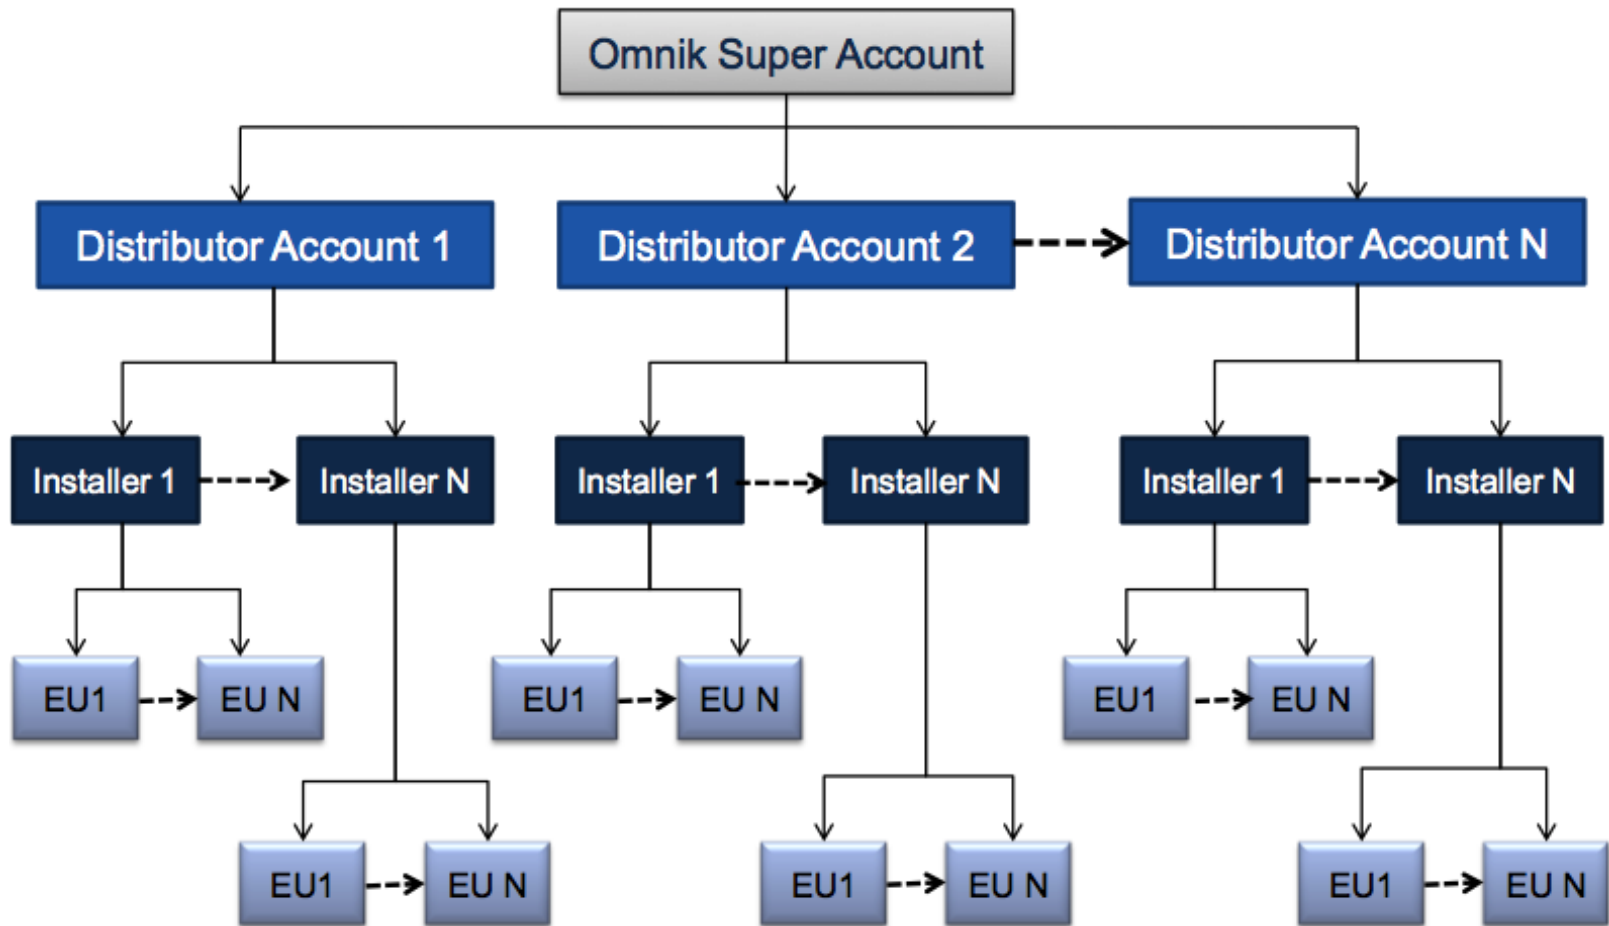 Omnik Super Account
Distributor Account 1
Distributor Account 2
Distributor Account N
Installer 1
Installer N
Installer 1
Installer N
Installer 1
Installer N
EU1
EU N
EU1
EU N
EU1
EU N
EU1
EU N
EU1
EU N
EU1
EU N